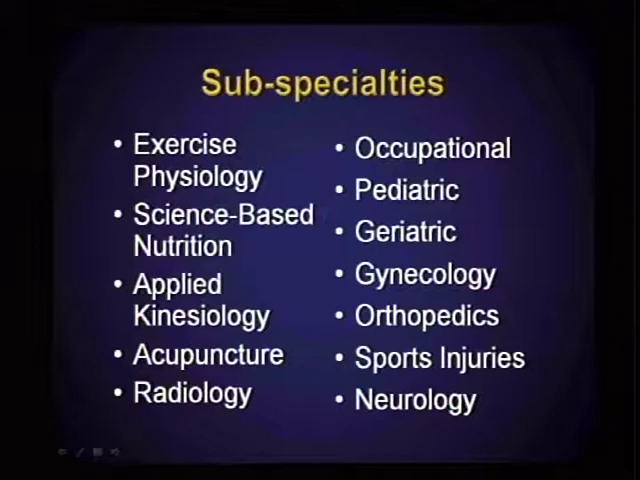 Sub-specialties
• Exercise
Physiology
• Science-Based
Nutrition
• Applied
Kinesiology
• Acupuncture
• Radiology
• Occupational
• Pediatric
• Geriatric
• Gynecology
• Orthopedics
• Sports Injuries
• Neurology